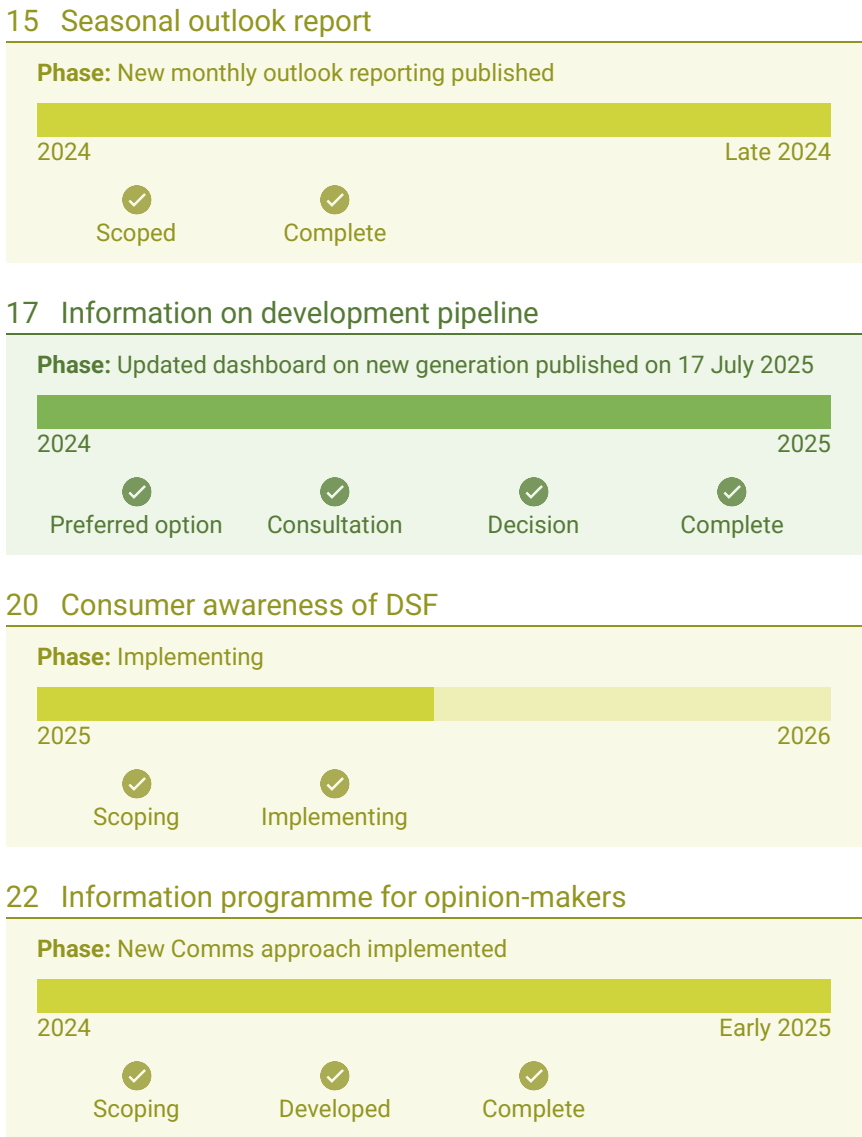 15 Seasonal outlook report
Phase: New monthly outlook reporting published
2024 Late 2024
Scoped Complete
17 Information on development pipeline
Phase: Updated dashboard on new generation published on 17 July 2025
2024 2025
Preferred option Consultation Decision Complete
20 Consumer awareness of DSF
Phase: Implementing
2025 2026
Scoping Implementing
22 Information programme for opinion-makers
Phase: New Comms approach implemented
2024 Early 2025
Scoping Developed Complete